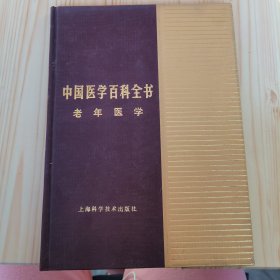 中国医学百科全书
老年医学
上海科学技术出版社